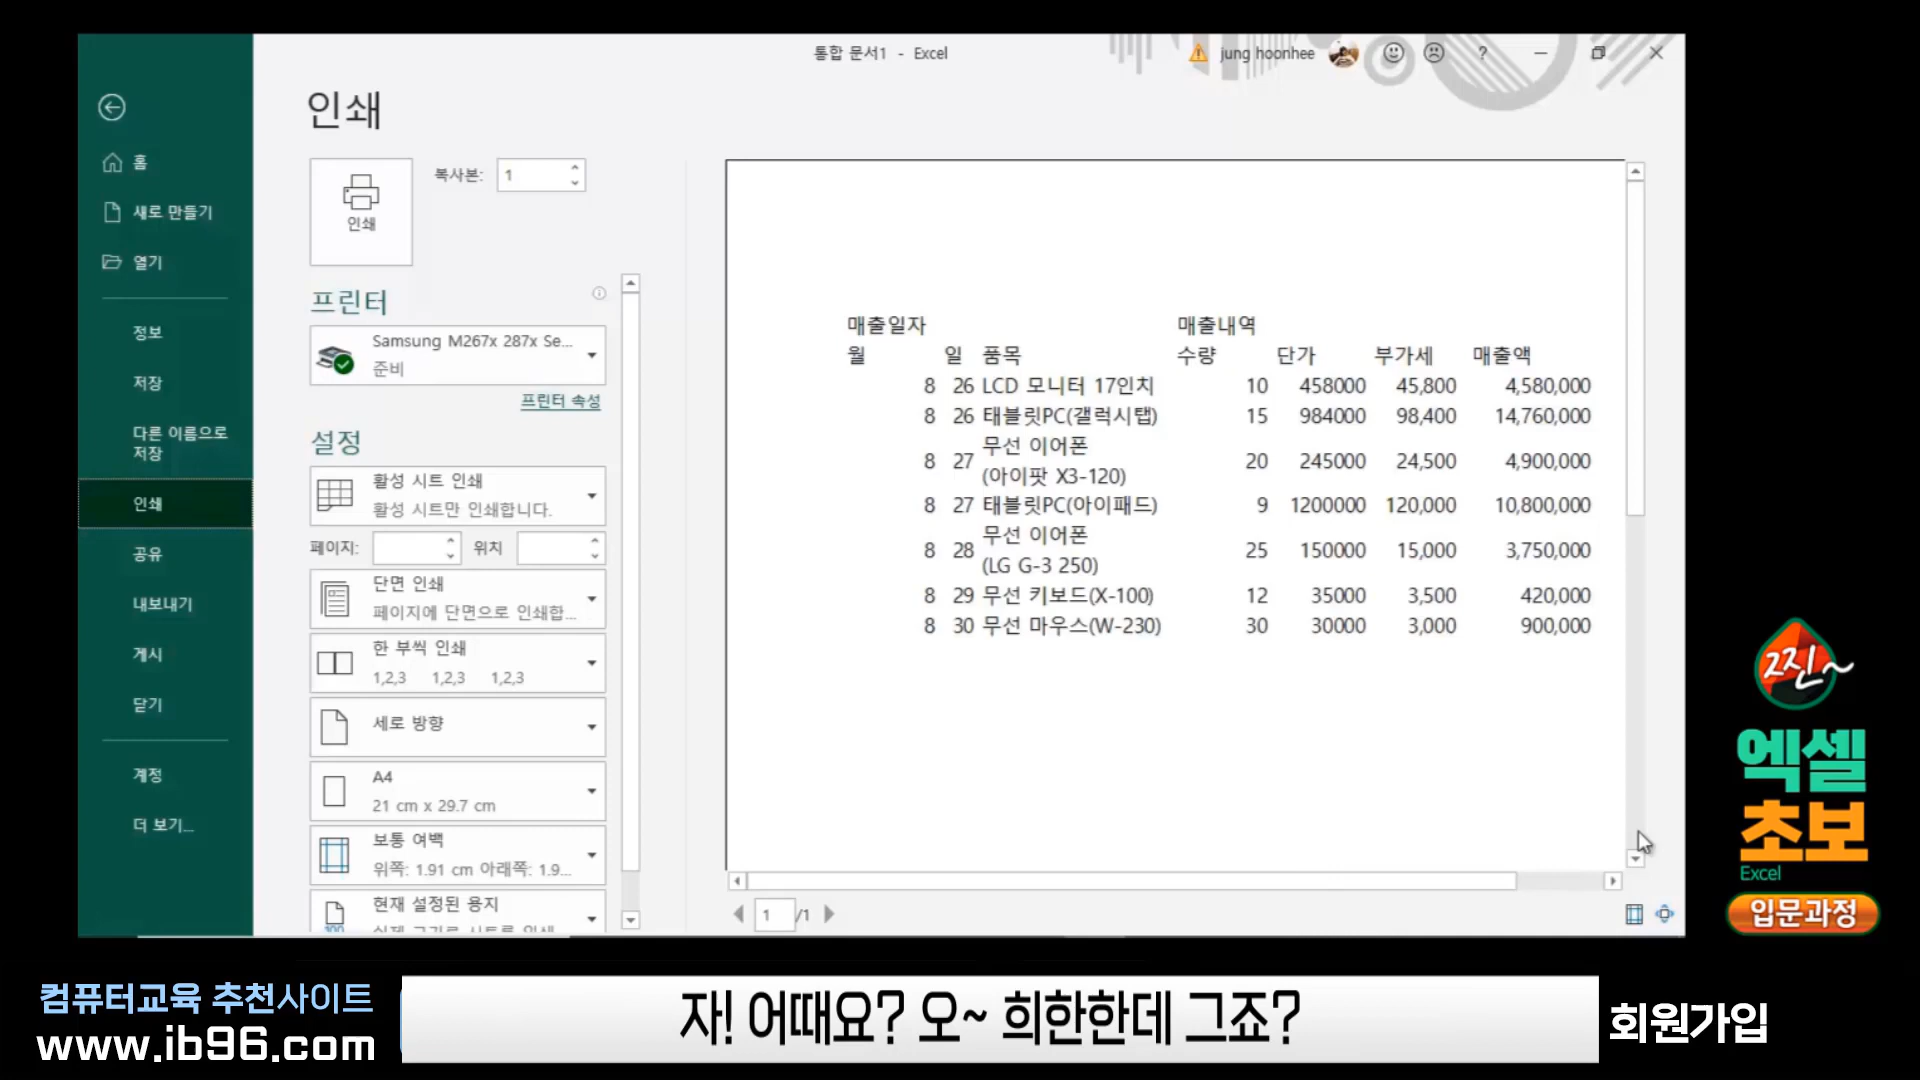 통합 문서1 - Excel
jung hoonhee
?
인쇄
홈
새로 만들기
열기
정보
저장
다른 이름으로
저장
인쇄
공유
내보내기
게시
닫기
계정
더 보기...
인쇄
복사본: 1
프린터
Samsung M267x 287x Se...
준비
프린터 속성
설정
활성 시트 인쇄
활성 시트만 인쇄합니다.
페이지: 위치
단면 인쇄
페이지에 단면으로 인쇄합...
한 부씩 인쇄
1,2,3 1,2,3 1,2,3
세로 방향
A4
21 cm x 29.7 cm
보통 여백
위쪽: 1.91 cm 아래쪽: 1.9...
현재 설정된 용지
100
매출일자 매출내역
월 일 품목 수량 단가 부가세 매출액
8 26 LCD 모니터 17인치 10 458000 45,800 4,580,000
8 26 태블릿PC(갤럭시탭) 15 984000 98,400 14,760,000
무선 이어폰
8 27 (아이팟 X3-120) 20 245000 24,500 4,900,000
8 27 태블릿PC(아이패드) 9 1200000 120,000 10,800,000
무선 이어폰
8 28 (LG G-3 250) 25 150000 15,000 3,750,000
8 29 무선 키보드(X-100) 12 35000 3,500 420,000
8 30 무선 마우스(W-230) 30 30000 3,000 900,000
1 /1
2진~
엑셀
초보
Excel
입문과정
컴퓨터교육 추천사이트
www.ib96.com
자! 어때요? 오~ 희한한데 그죠?
회원가입